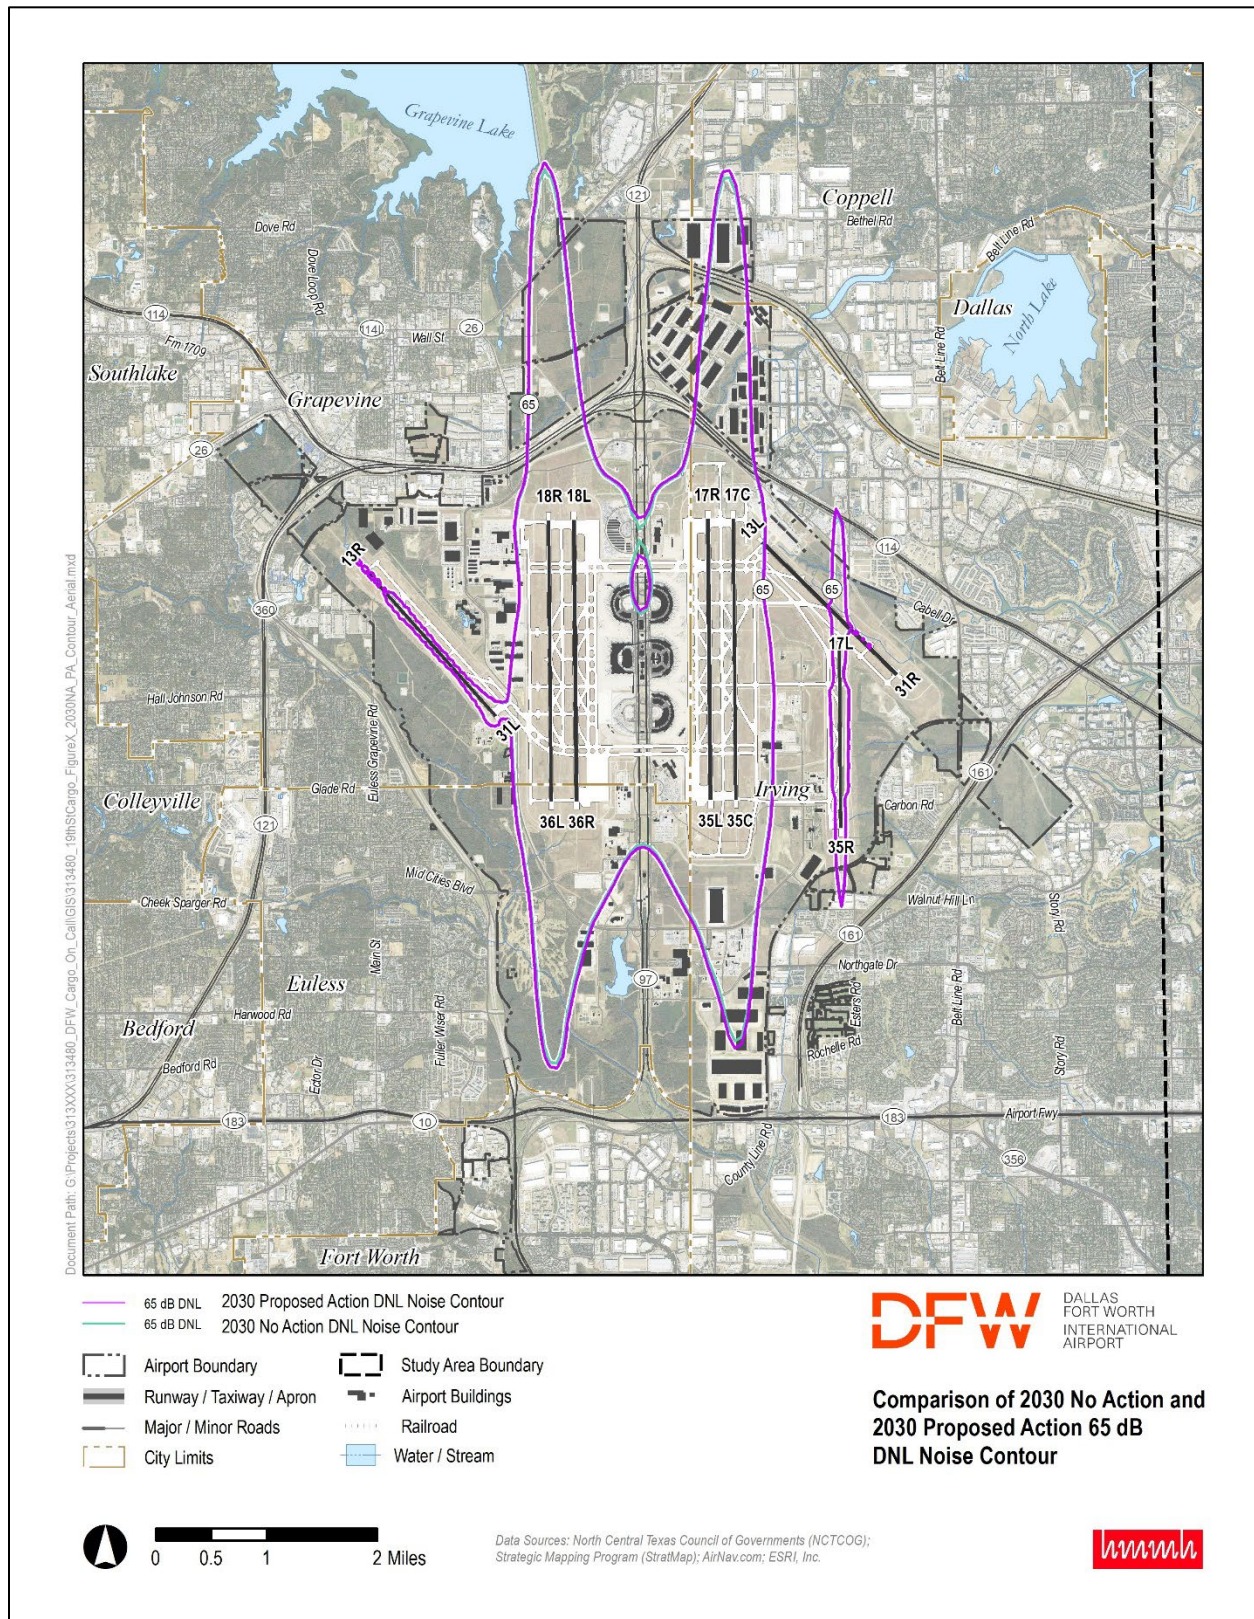 Grapevine Lake
121
Coppell
Bethel Rd
Belt Line Rd
Dove Rd
Dove Loop Rd
Dallas
North Lake
114
114L
26
Wall St
Fm 1709
Belt Line Rd
Southlake
Grapevine
65
26
18R 18L
17R 17C
13L
13R
114
65
65
Cabell Dr
360
17L
31R
Hall Johnson Rd
Euless Grapevine Rd
31L
161
Irving
Glade Rd
Colleyville
Carbon Rd
36L 36R
35L 35C
121
35R
Mid Cities Blvd
Cheek Sparger Rd
Walnut Hill Ln
Story Rd
161
Main St
Northgate Dr
97
Euless
Esters Rd
Belt Line Rd
Fuller Wiser Rd
Harwood Rd
Bedford
Rochelle Rd
Bedford Rd
Ector Dr
Story Rd
183
10
183
Airport Fwy
County Line Rd
356
Fort Worth
Document Path: G:\Projects\313XXX\313480_DFW_Cargo_On_Call\GIS\313480_19thStCargo_FigureX_2030NA_PA_Contour_Aerial.mxd
65 dB DNL 2030 Proposed Action DNL Noise Contour
65 dB DNL 2030 No Action DNL Noise Contour
Airport Boundary
Study Area Boundary
Runway / Taxiway / Apron
Airport Buildings
Major / Minor Roads
Railroad
City Limits
Water / Stream
DFW
DALLAS
FORT WORTH
INTERNATIONAL
AIRPORT
Comparison of 2030 No Action and
2030 Proposed Action 65 dB
DNL Noise Contour
0 0.5 1 2 Miles
Data Sources: North Central Texas Council of Governments (NCTCOG);
Strategic Mapping Program (StratMap); AirNav.com; ESRI, Inc.
hmmh